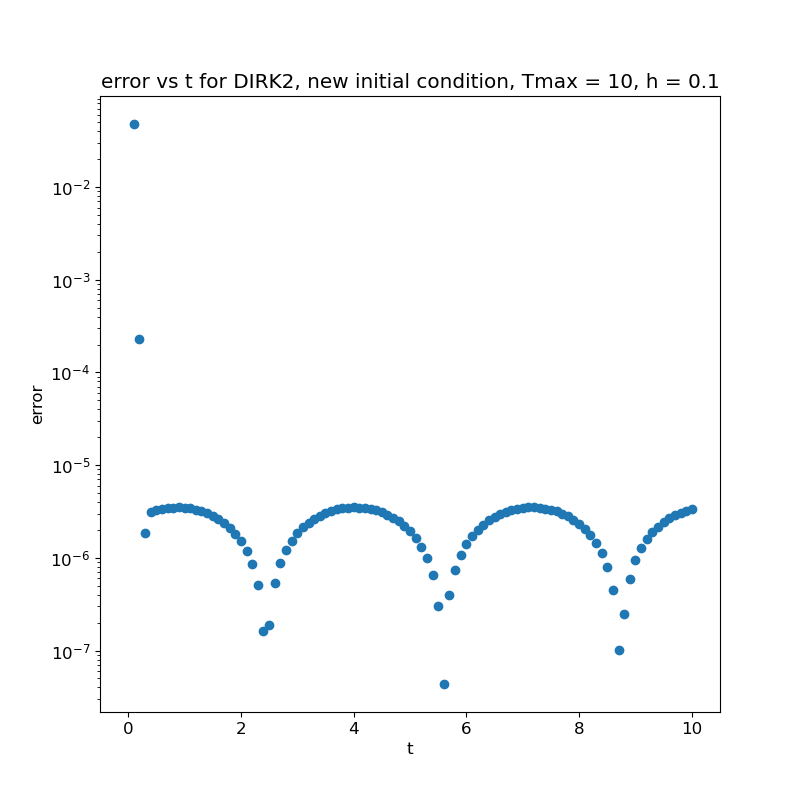 error vs t for DIRK2, new initial condition, Tmax = 10, h = 0.1
10⁻²
10⁻³
10⁻⁴
10⁻⁵
10⁻⁶
10⁻⁷
error
0 2 4 6 8 10
t